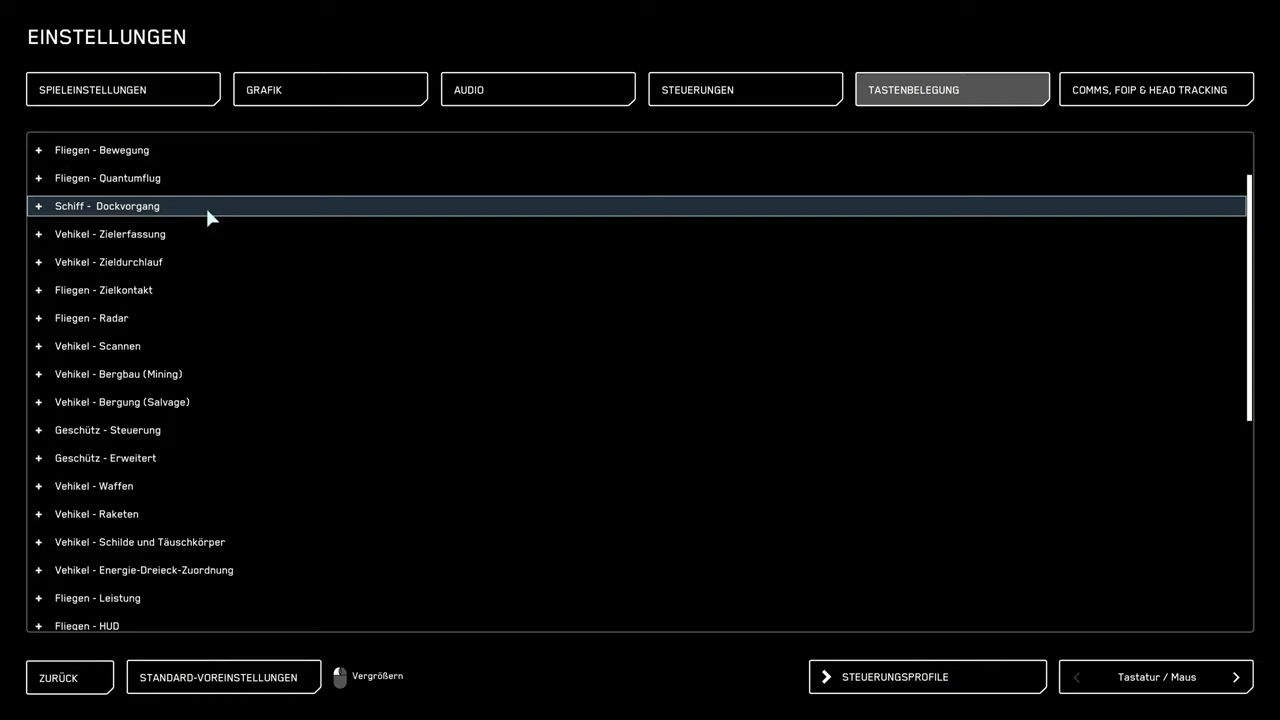 EINSTELLUNGEN
SPIELEINSTELLUNGEN
GRAFIK
AUDIO
STEUERUNGEN
TASTENBELEGUNG
COMMS, FOIP & HEAD TRACKING
+ Fliegen - Bewegung
+ Fliegen - Quantumflug
+ Schiff - Dockvorgang
+ Vehikel - Zielerfassung
+ Vehikel - Zieldurchlauf
+ Fliegen - Zielkontakt
+ Fliegen - Radar
+ Vehikel - Scannen
+ Vehikel - Bergbau (Mining)
+ Vehikel - Bergung (Salvage)
+ Geschütz - Steuerung
+ Geschütz - Erweitert
+ Vehikel - Waffen
+ Vehikel - Raketen
+ Vehikel - Schilde und Täuschkörper
+ Vehikel - Energie-Dreieck-Zuordnung
+ Fliegen - Leistung
+ Fliegen - HUD
ZURÜCK
STANDARD-VOREINSTELLUNGEN
Vergrößern
STEUERUNGSPROFILE
Tastatur / Maus